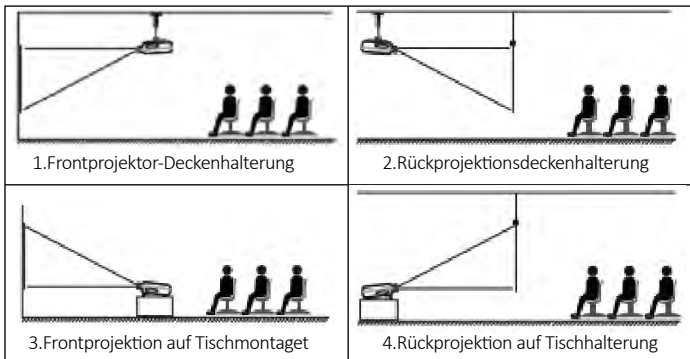 1.Frontprojektor-Deckenhalterung
2.Rückprojektionsdeckenhalterung
3.Frontprojektion auf Tischmontaget
4.Rückprojektion auf Tischhalterung